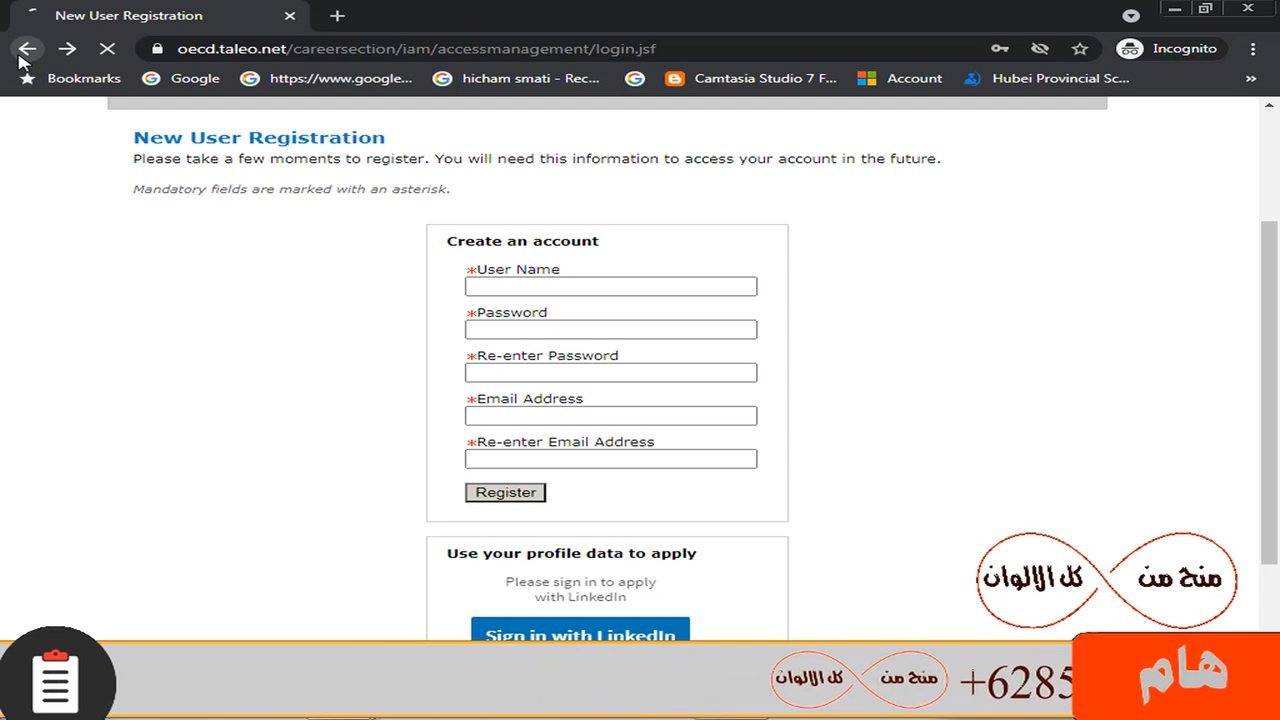 New User Registration
oecd.taleo.net/careersection/iam/accessmanagement/login.jsf
Incognito
Bookmarks
Google
https://www.google...
hicham smati - Rec...
Camtasia Studio 7 F...
Account
Hubei Provincial Sc...
»
New User Registration
Please take a few moments to register. You will need this information to access your account in the future.
Mandatory fields are marked with an asterisk.
Create an account
*User Name
*Password
*Re-enter Password
*Email Address
*Re-enter Email Address
Register
Use your profile data to apply
Please sign in to apply
with LinkedIn
Sign in with LinkedIn
منح من كل الالوان
منح من كل الالوان
+6285
هام